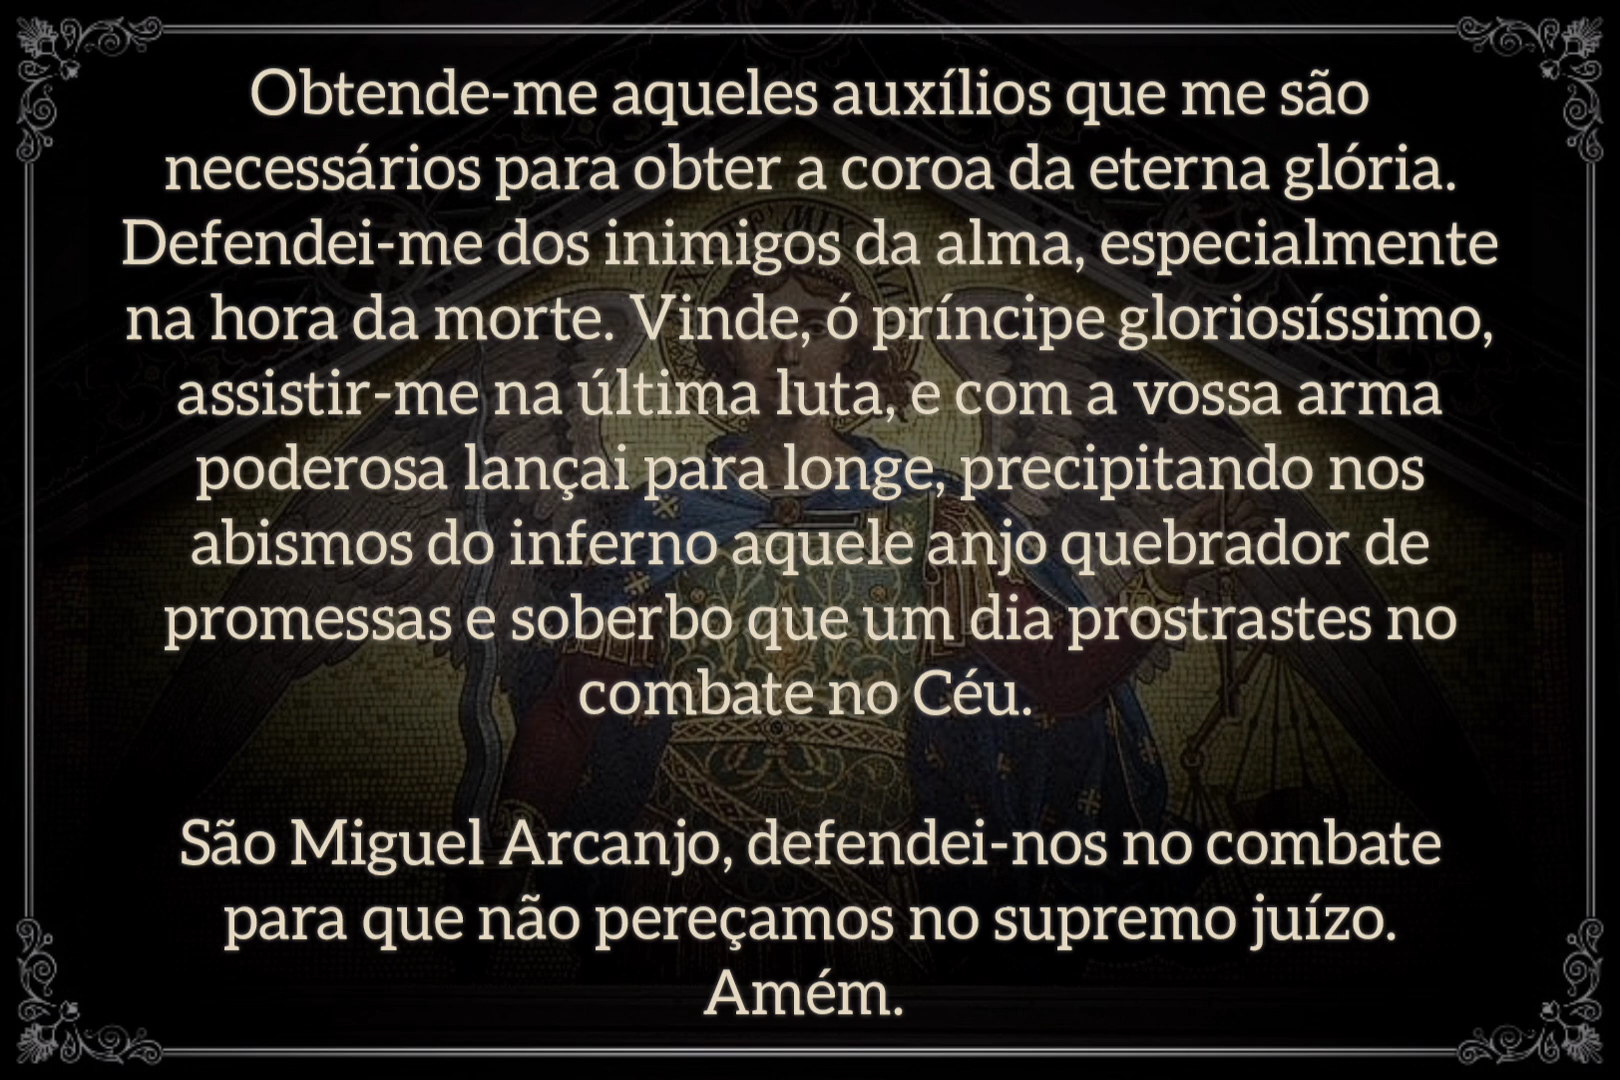 Obtende-me aqueles auxílios que me são
necessários para obter a coroa da eterna glória.
Defendei-me dos inimigos da alma, especialmente
na hora da morte. Vinde, ó príncipe gloriosíssimo,
assistir-me na última luta, e com a vossa arma
poderosa lançai para longe, precipitando nos
abismos do inferno aquele anjo quebrador de
promessas e soberbo que um dia prostrastes no
combate no Céu.
São Miguel Arcanjo, defendei-nos no combate
para que não pereçamos no supremo juízo.
Amém.